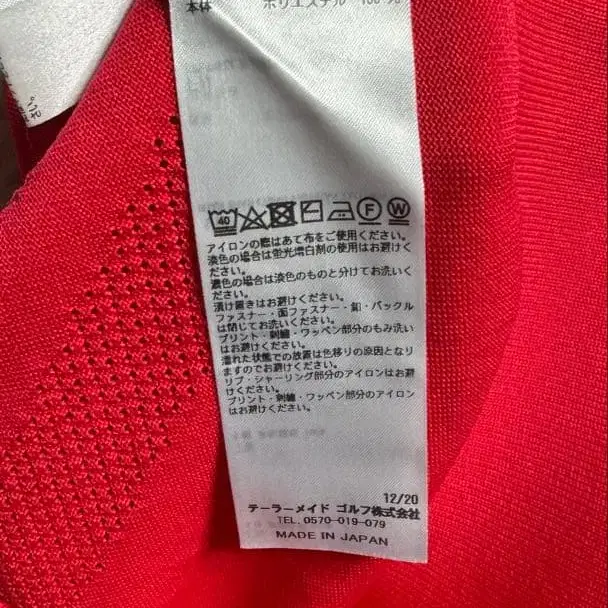 本体 ポリエステル 100%
40 F W
アイロンの際はあて布をご使用ください。
淡色の場合は蛍光増白剤の使用はお避けく
ださい。
濃色の場合は淡色のものと分けてお洗いく
ださい。
漬け置きはお避けください。
ファスナー・面ファスナー・釦・バックル
は閉じてお洗いください。
プリント・刺繍・ワッペン部分のもみ洗い
はお避けください。
濡れた状態での放置は色移りの原因となり
ますのでお避けください。
リブ・シャーリング部分のアイロンはお避
けください。
プリント・刺繍・ワッペン部分のアイロン
はお避けください。
12/20
テーラーメイド ゴルフ株式会社
TEL. 0570-019-079
MADE IN JAPAN